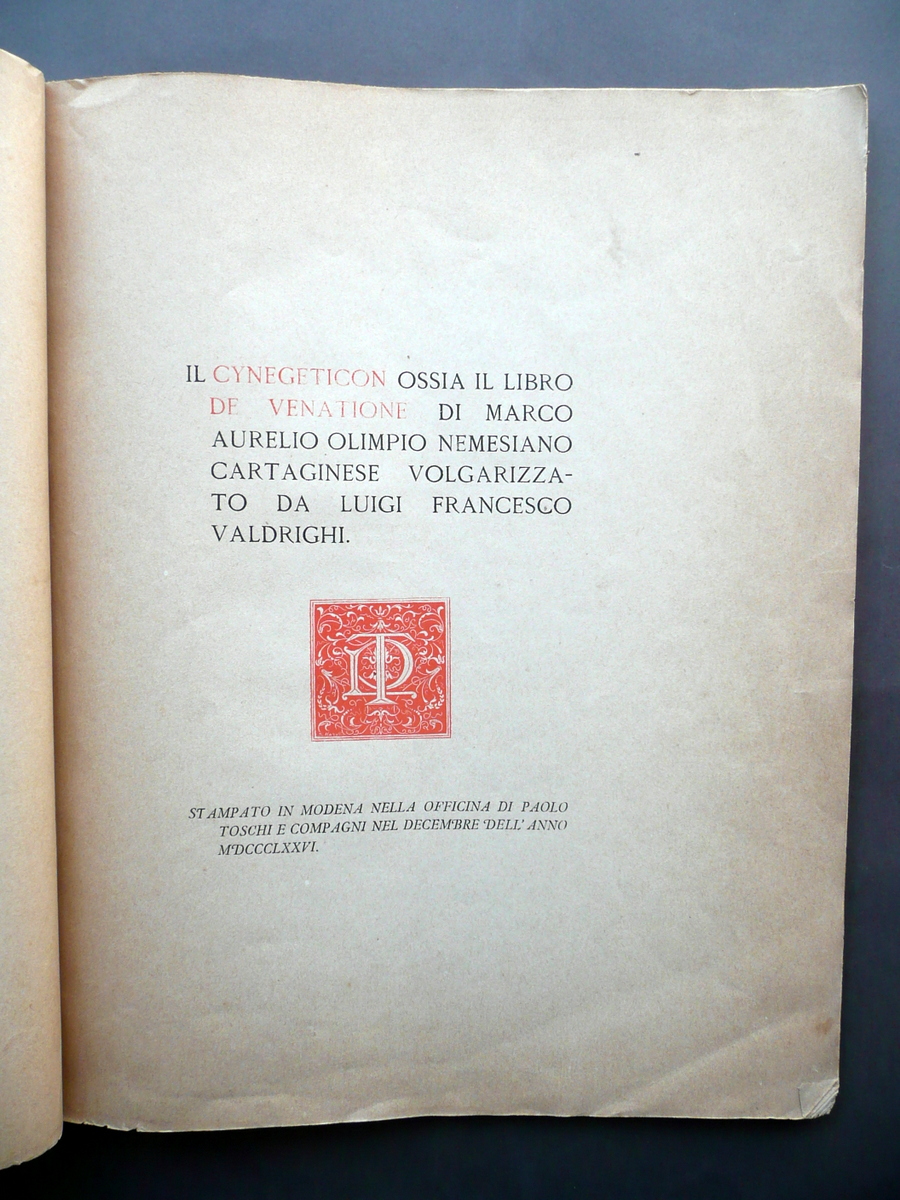 IL CYNEGETICON OSSIA IL LIBRO
DE VENATIONE DI MARCO
AURELIO OLIMPIO NEMESIANO
CARTAGINESE VOLGARIZZA-
TO DA LUIGI FRANCESCO
VALDRIGHI.
TP
STAMPATO IN MODENA NELLA OFFICINA DI PAOLO
TOSCHI E COMPAGNI NEL DECEMBRE DELL' ANNO
MDCCCLXXVI.